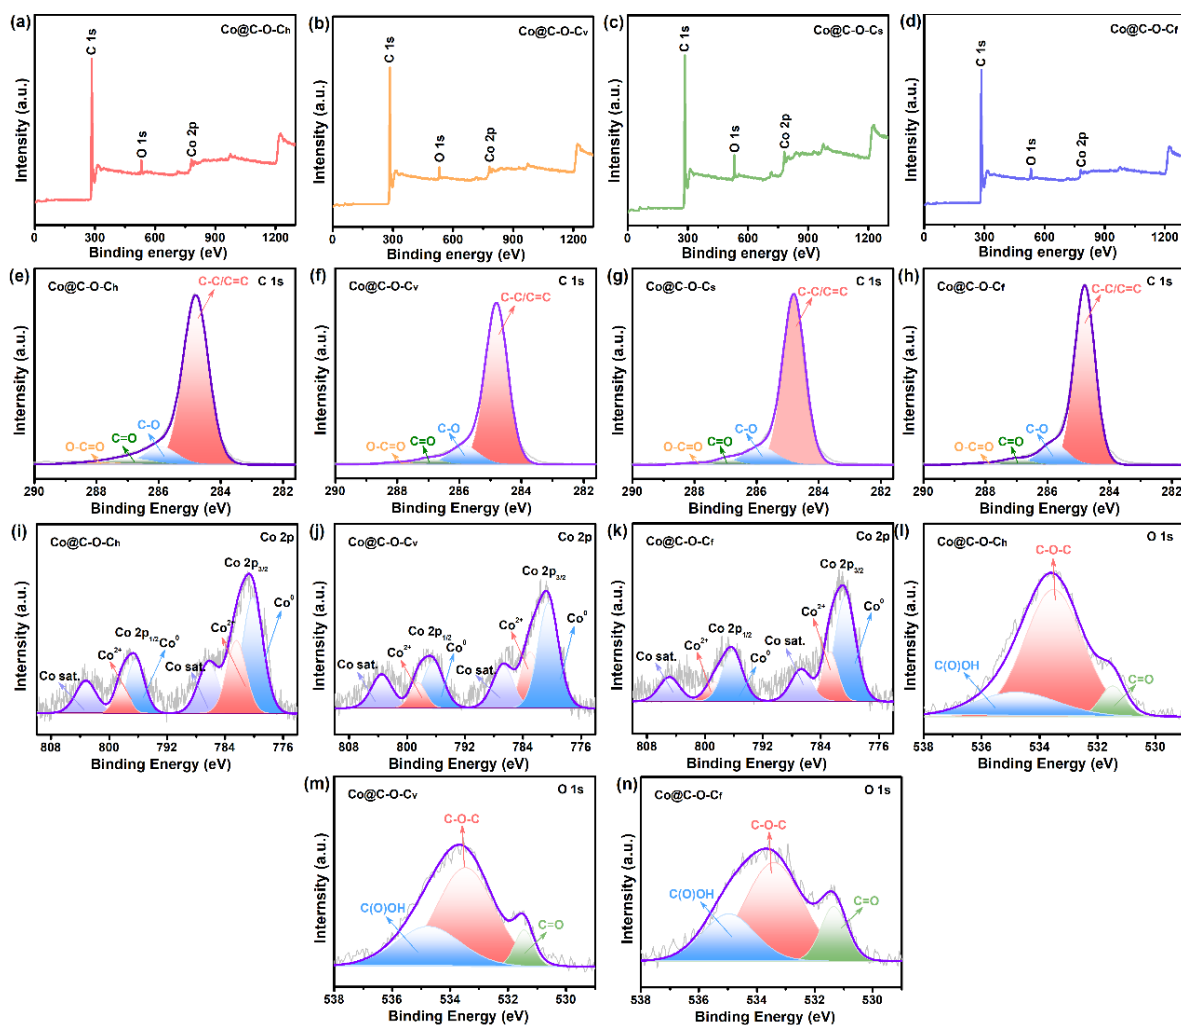 (a) Co@C-O-Ch
C 1s
O 1s
Co 2p
Intensity (a.u.)
0 300 600 900 1200
Binding energy (eV)
(b) Co@C-O-Cv
C 1s
O 1s
Co 2p
Intensity (a.u.)
0 300 600 900 1200
Binding energy (eV)
(c) Co@C-O-Cs
C 1s
O 1s
Co 2p
Intensity (a.u.)
0 300 600 900 1200
Binding energy (eV)
(d) Co@C-O-Cf
C 1s
O 1s
Co 2p
Intensity (a.u.)
0 300 600 900 1200
Binding energy (eV)
(e) Co@C-O-Ch C 1s
C-C/C=C
C-O
C=O
O-C=O
Internsity (a.u.)
290 288 286 284 282
Binding Energy (eV)
(f) Co@C-O-Cv C 1s
C-C/C=C
C-O
C=O
O-C=O
Internsity (a.u.)
290 288 286 284 282
Binding Energy (eV)
(g) Co@C-O-Cs C 1s
C-C/C=C
C-O
C=O
O-C=O
Internsity (a.u.)
290 288 286 284 282
Binding Energy (eV)
(h) Co@C-O-Cf C 1s
C-C/C=C
C-O
C=O
O-C=O
Internsity (a.u.)
290 288 286 284 282
Binding Energy (eV)
(i) Co@C-O-Ch Co 2p
Co 2p3/2
Co0
Co2+
Co 2p1/2 Co0
Co2+
Co sat.
Co sat.
Internsity (a.u.)
808 800 792 784 776
Binding Energy (eV)
(j) Co@C-O-Cv Co 2p
Co 2p3/2
Co0
Co2+
Co 2p1/2
Co2+
Co0
Co sat.
Co sat.
Internsity (a.u.)
808 800 792 784 776
Binding Energy (eV)
(k) Co@C-O-Cf Co 2p
Co 2p3/2
Co0
Co2+
Co 2p1/2
Co2+
Co0
Co sat.
Co sat.
Internsity (a.u.)
808 800 792 784 776
Binding Energy (eV)
(l) Co@C-O-Ch O 1s
C-O-C
C(O)OH
C=O
Internsity (a.u.)
538 536 534 532 530
Binding Energy (eV)
(m) Co@C-O-Cv O 1s
C-O-C
C(O)OH
C=O
Internsity (a.u.)
538 536 534 532 530
Binding Energy (eV)
(n) Co@C-O-Cf O 1s
C-O-C
C(O)OH
C=O
Internsity (a.u.)
538 536 534 532 530
Binding Energy (eV)